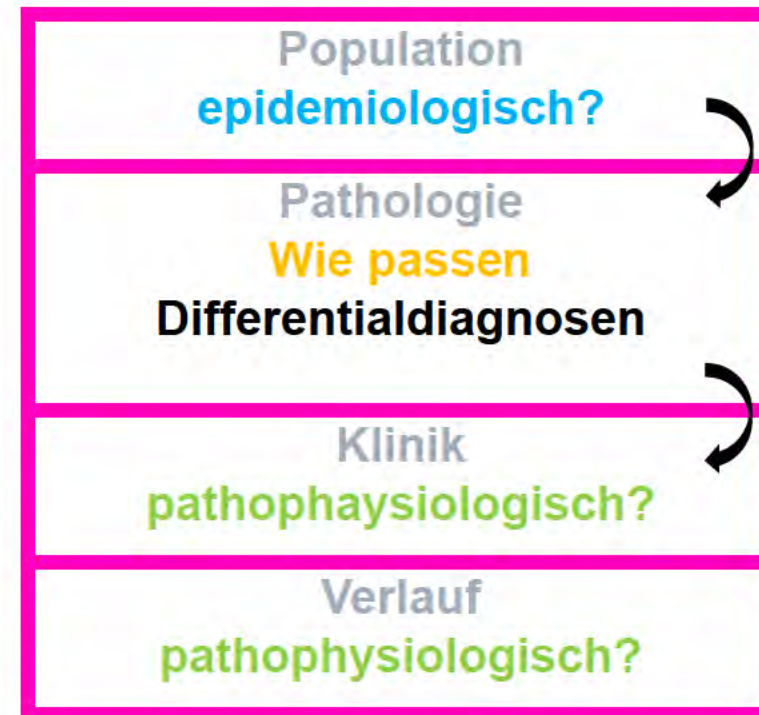 Population
epidemiologisch?
Pathologie
Wie passen
Differentialdiagnosen
Klinik
pathophaysiologisch?
Verlauf
pathophysiologisch?